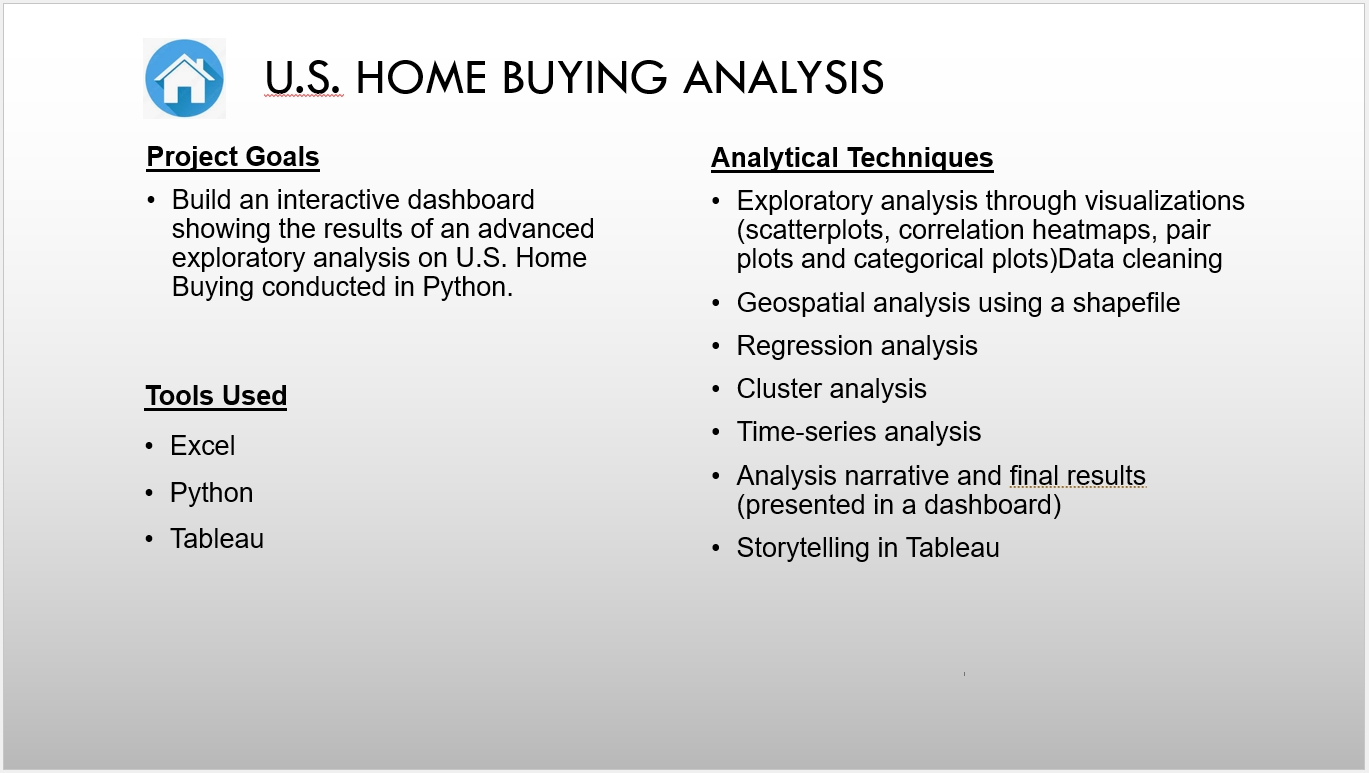 U.S. HOME BUYING ANALYSIS
Project Goals
• Build an interactive dashboard
showing the results of an advanced
exploratory analysis on U.S. Home
Buying conducted in Python.
Tools Used
• Excel
• Python
• Tableau
Analytical Techniques
• Exploratory analysis through visualizations
(scatterplots, correlation heatmaps, pair
plots and categorical plots)Data cleaning
• Geospatial analysis using a shapefile
• Regression analysis
• Cluster analysis
• Time-series analysis
• Analysis narrative and final results
(presented in a dashboard)
• Storytelling in Tableau